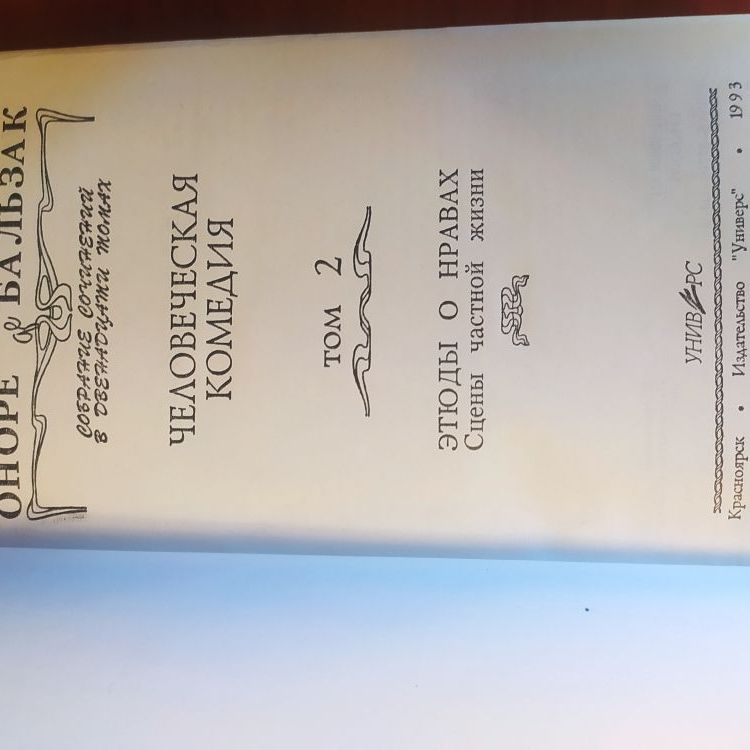 ОНОРЕ де БАЛЬЗАК
СОБРАНИЕ СОЧИНЕНИЙ
В ДВЕНАДЦАТИ ТОМАХ
ЧЕЛОВЕЧЕСКАЯ
КОМЕДИЯ
ТОМ 2
ЭТЮДЫ О НРАВАХ
Сцены частной жизни
УНИВЕРС
Красноярск • Издательство "Универс" • 1993